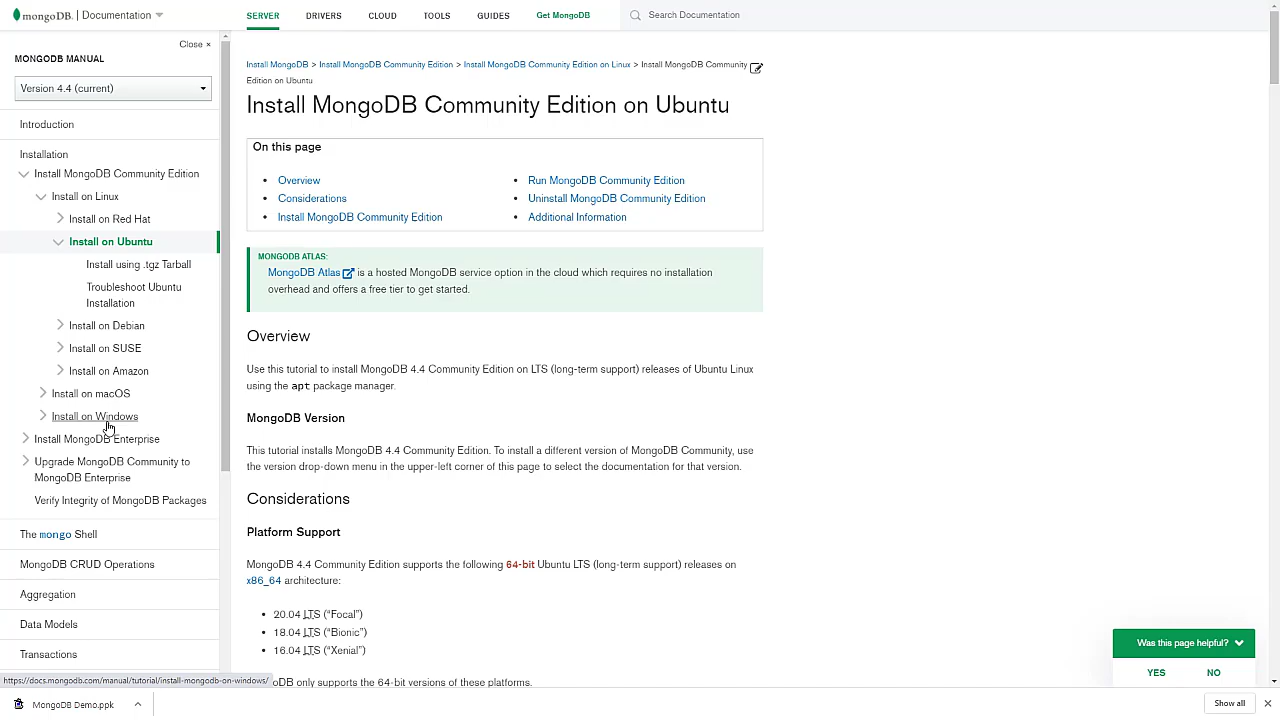 mongoDB. | Documentation
SERVER
DRIVERS
CLOUD
TOOLS
GUIDES
Get MongoDB
Search Documentation
Close ×
MONGODB MANUAL
Version 4.4 (current)
Introduction
Installation
Install MongoDB Community Edition
Install on Linux
Install on Red Hat
Install on Ubuntu
Install using .tgz Tarball
Troubleshoot Ubuntu
Installation
Install on Debian
Install on SUSE
Install on Amazon
Install on macOS
Install on Windows
Install MongoDB Enterprise
Upgrade MongoDB Community to
MongoDB Enterprise
Verify Integrity of MongoDB Packages
The mongo Shell
MongoDB CRUD Operations
Aggregation
Data Models
Transactions
Install MongoDB > Install MongoDB Community Edition > Install MongoDB Community Edition on Linux > Install MongoDB Community
Edition on Ubuntu
Install MongoDB Community Edition on Ubuntu
On this page
• Overview
• Considerations
• Install MongoDB Community Edition
• Run MongoDB Community Edition
• Uninstall MongoDB Community Edition
• Additional Information
MONGODB ATLAS:
MongoDB Atlas is a hosted MongoDB service option in the cloud which requires no installation
overhead and offers a free tier to get started.
Overview
Use this tutorial to install MongoDB 4.4 Community Edition on LTS (long-term support) releases of Ubuntu Linux
using the apt package manager.
MongoDB Version
This tutorial installs MongoDB 4.4 Community Edition. To install a different version of MongoDB Community, use
the version drop-down menu in the upper-left corner of this page to select the documentation for that version.
Considerations
Platform Support
MongoDB 4.4 Community Edition supports the following 64-bit Ubuntu LTS (long-term support) releases on
x86_64 architecture:
• 20.04 LTS (“Focal”)
• 18.04 LTS (“Bionic”)
• 16.04 LTS (“Xenial”)
DB only supports the 64-bit versions of these platforms.
Was this page helpful?
YES
NO
https://docs.mongodb.com/manual/tutorial/install-mongodb-on-windows/
MongoDB Demo.ppk
Show all